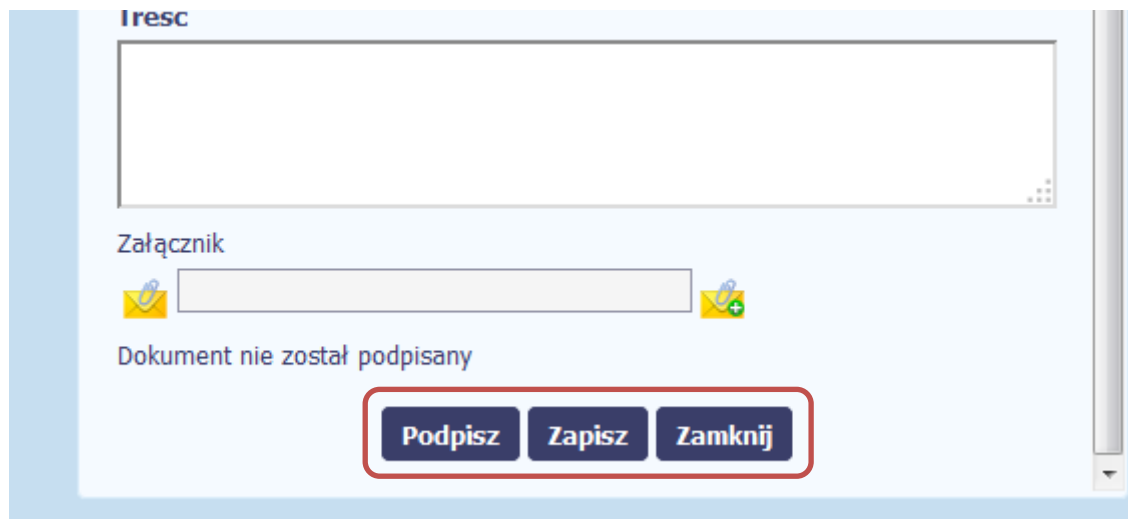 Treść
Załącznik
Dokument nie został podpisany
Podpisz Zapisz Zamknij